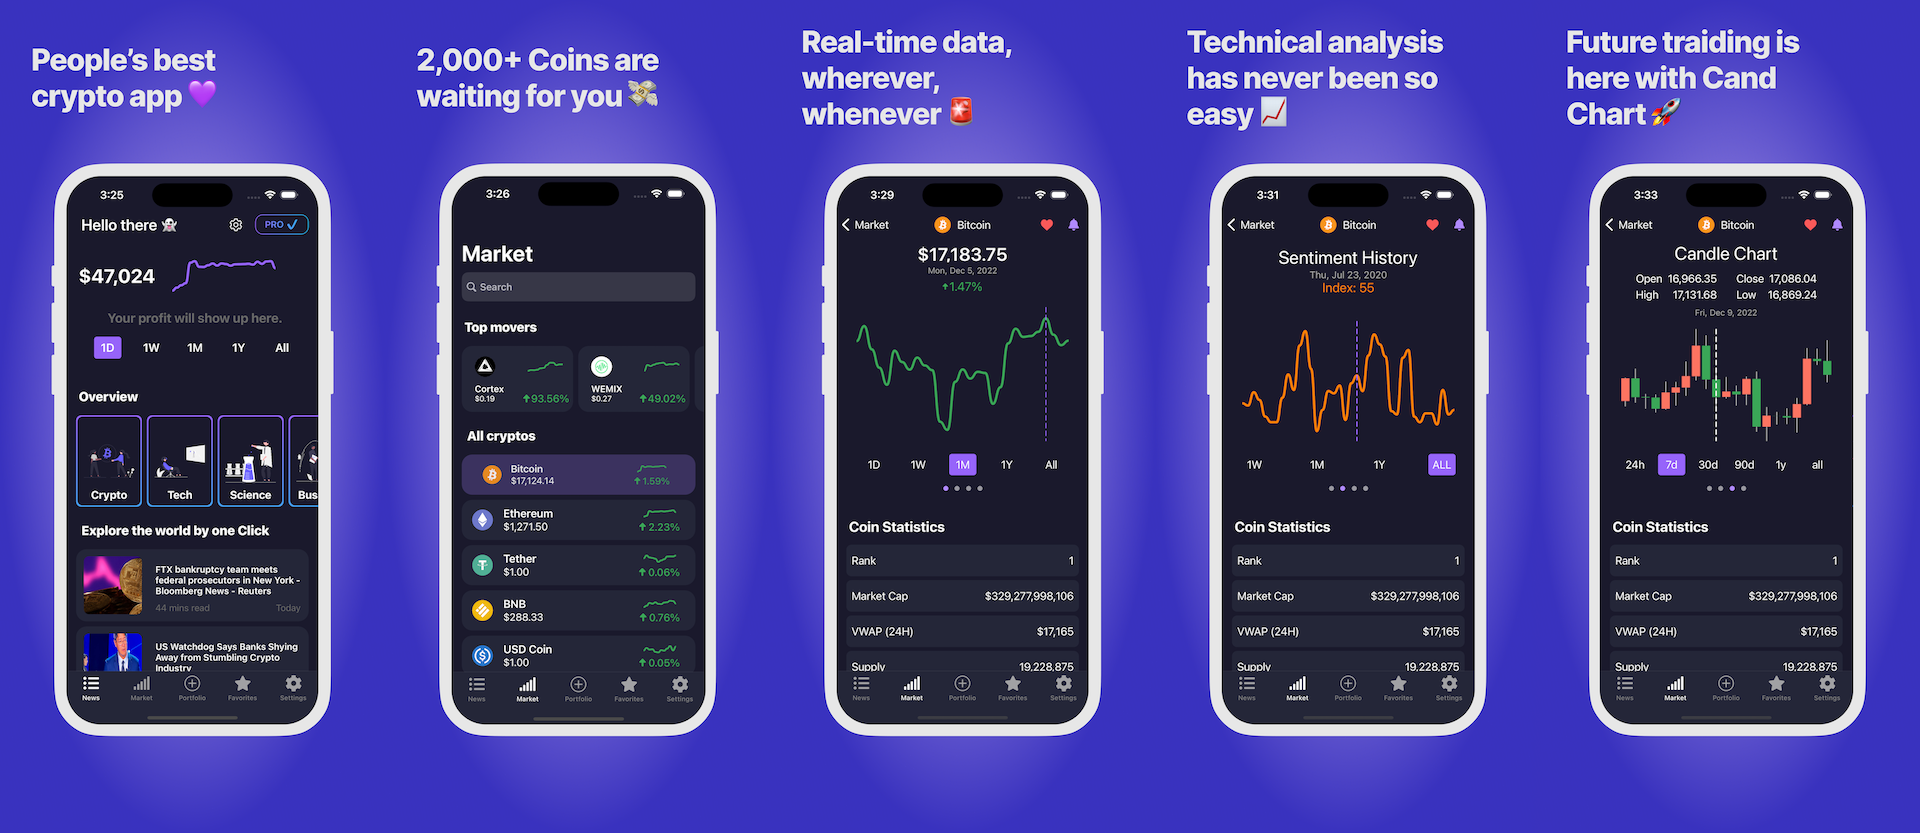 People's best
crypto app 💜
3:25
Hello there 👻
PRO ✓
$47,024
Your profit will show up here.
1D 1W 1M 1Y All
Overview
Crypto Tech Science Bus
Explore the world by one Click
FTX bankruptcy team meets
federal prosecutors in New York -
Bloomberg News - Reuters
44 mins read Today
US Watchdog Says Banks Shying
Away from Stumbling Crypto
Industry
News Market Portfolio Favorites Settings
2,000+ Coins are
waiting for you 💸
3:26
Market
Search
Top movers
Cortex
$0.19 93.56%
WEMIX
$0.27 49.02%
All cryptos
Bitcoin
$17,124.14 1.59%
Ethereum
$1,271.50 2.23%
Tether
$1.00 0.06%
BNB
$288.33 0.76%
USD Coin
$1.00 0.05%
News Market Portfolio Favorites Settings
Real-time data,
wherever,
whenever 🚨
3:29
Market Bitcoin
$17,183.75
Mon, Dec 5, 2022
1.47%
1D 1W 1M 1Y All
Coin Statistics
Rank 1
Market Cap $329,277,998,106
VWAP (24H) $17,165
Supply 19,228,875
News Market Portfolio Favorites Settings
Technical analysis
has never been so
easy 📈
3:31
Market Bitcoin
Sentiment History
Thu, Jul 23, 2020
Index: 55
1W 1M 1Y ALL
Coin Statistics
Rank 1
Market Cap $329,277,998,106
VWAP (24H) $17,165
Supply 19,228,875
News Market Portfolio Favorites Settings
Future traiding is
here with Cand
Chart 🚀
3:33
Market Bitcoin
Candle Chart
Open 16,966.35 Close 17,086.04
High 17,131.68 Low 16,869.24
Fri, Dec 9, 2022
24h 7d 30d 90d 1y all
Coin Statistics
Rank 1
Market Cap $329,277,998,106
VWAP (24H) $17,165
Supply 19,228,875
News Market Portfolio Favorites Settings